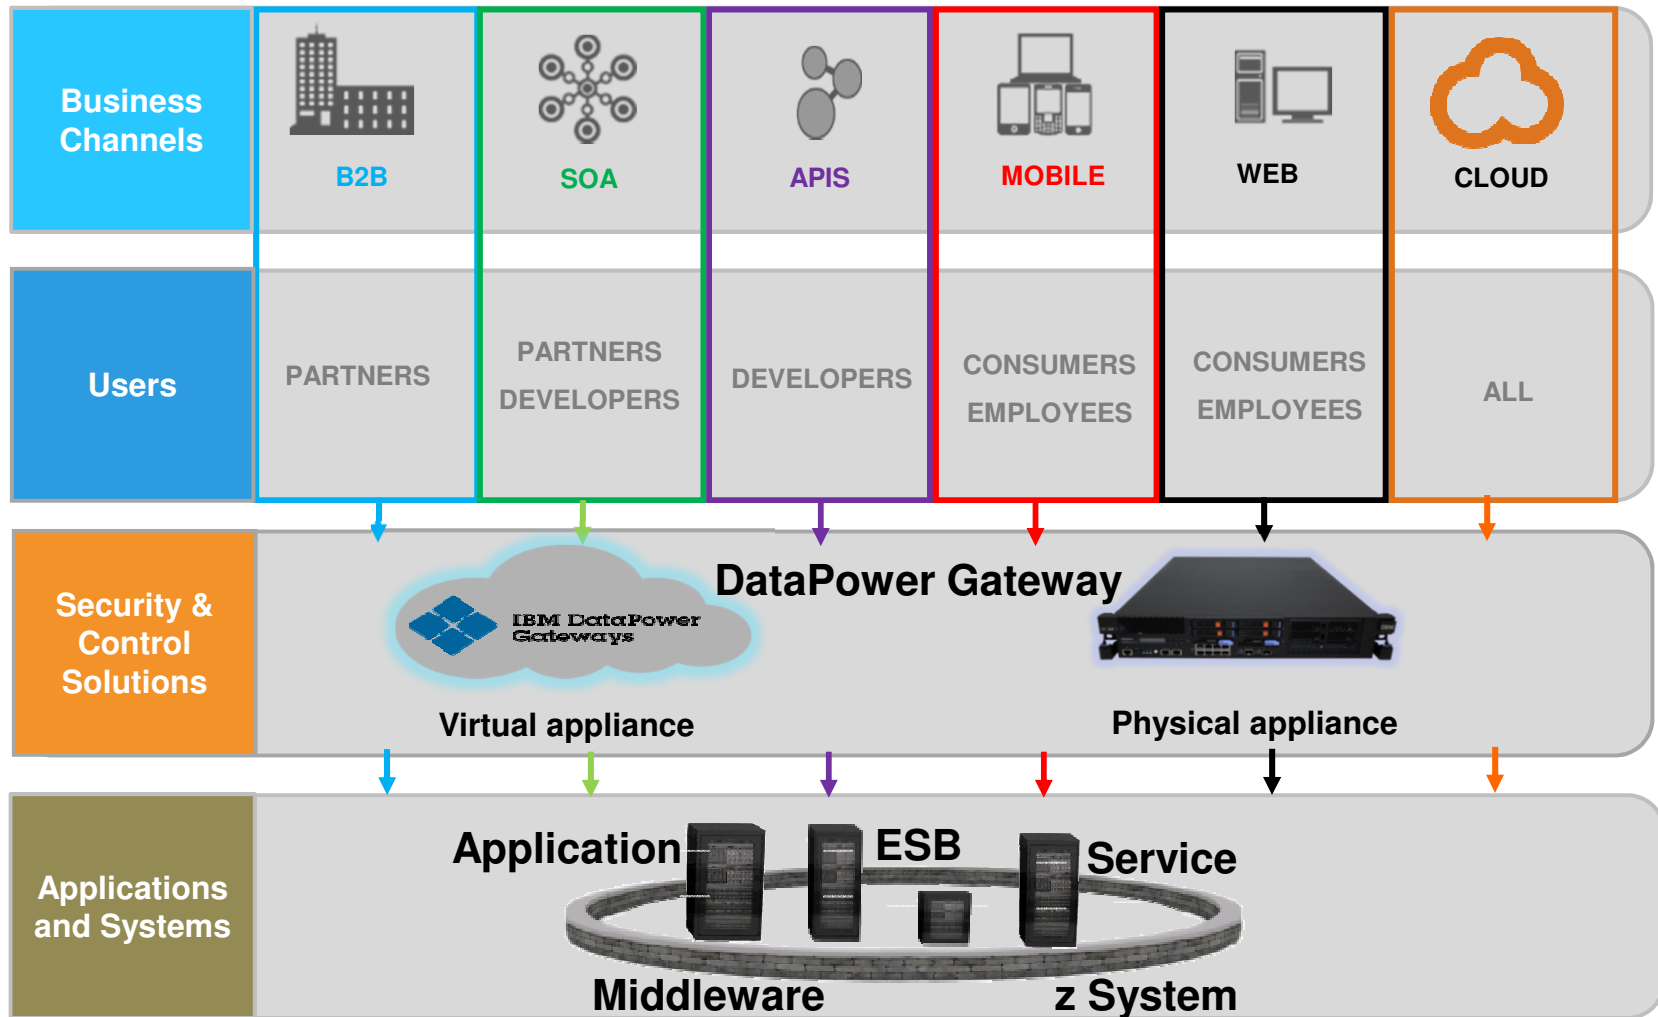 Business
Channels
B2B
SOA
APIS
MOBILE
WEB
CLOUD
Users
PARTNERS
PARTNERS
DEVELOPERS
DEVELOPERS
CONSUMERS
EMPLOYEES
CONSUMERS
EMPLOYEES
ALL
Security &
Control
Solutions
DataPower Gateway
IBM DataPower
Gateways
Virtual appliance
Physical appliance
Applications
and Systems
Application
ESB
Service
Middleware
z System